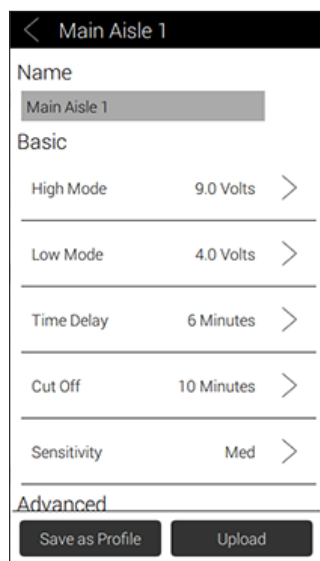 Main Aisle 1
Name
Main Aisle 1
Basic
High Mode 9.0 Volts
Low Mode 4.0 Volts
Time Delay 6 Minutes
Cut Off 10 Minutes
Sensitivity Med
Advanced
Save as Profile Upload